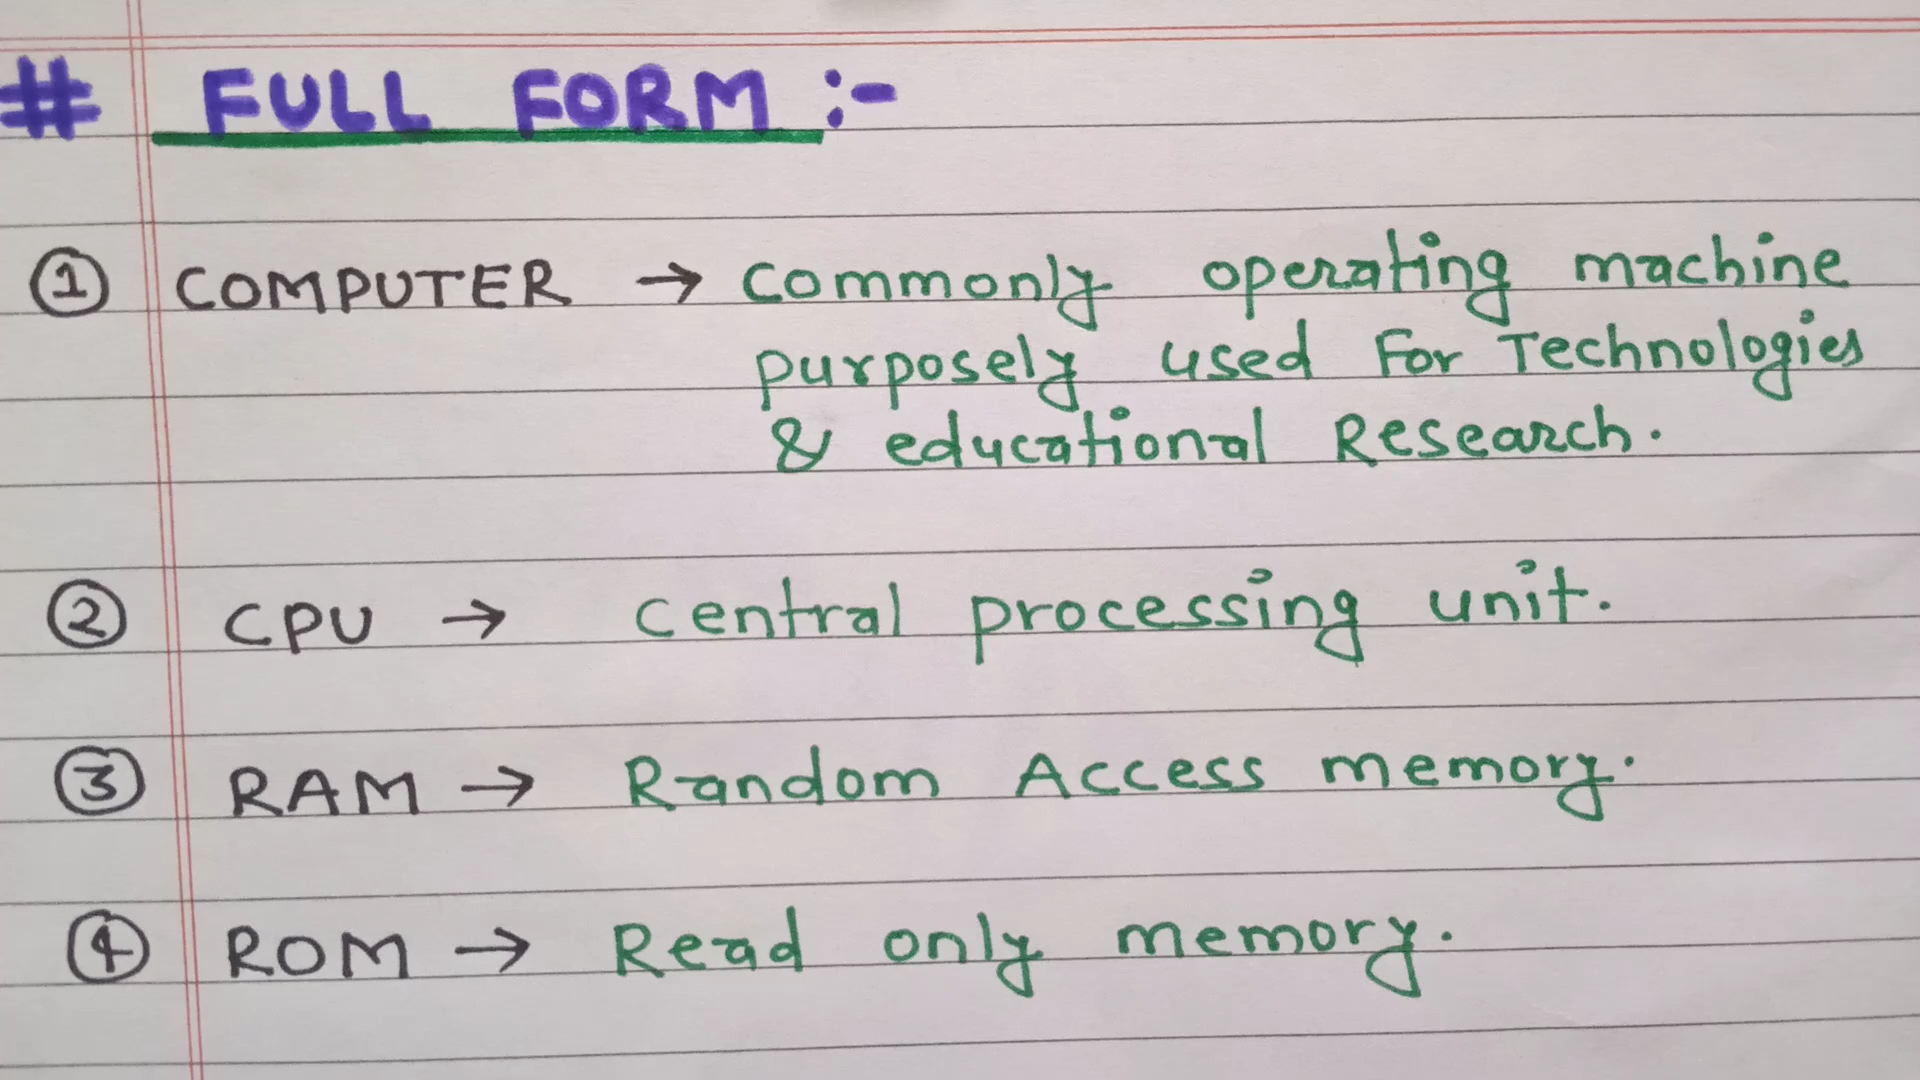 # FULL FORM :-
① COMPUTER → Commonly operating machine
purposely used For Technologies
& educational Research.
② CPU → Central processing unit.
③ RAM → Random Access memory.
④ ROM → Read only memory.